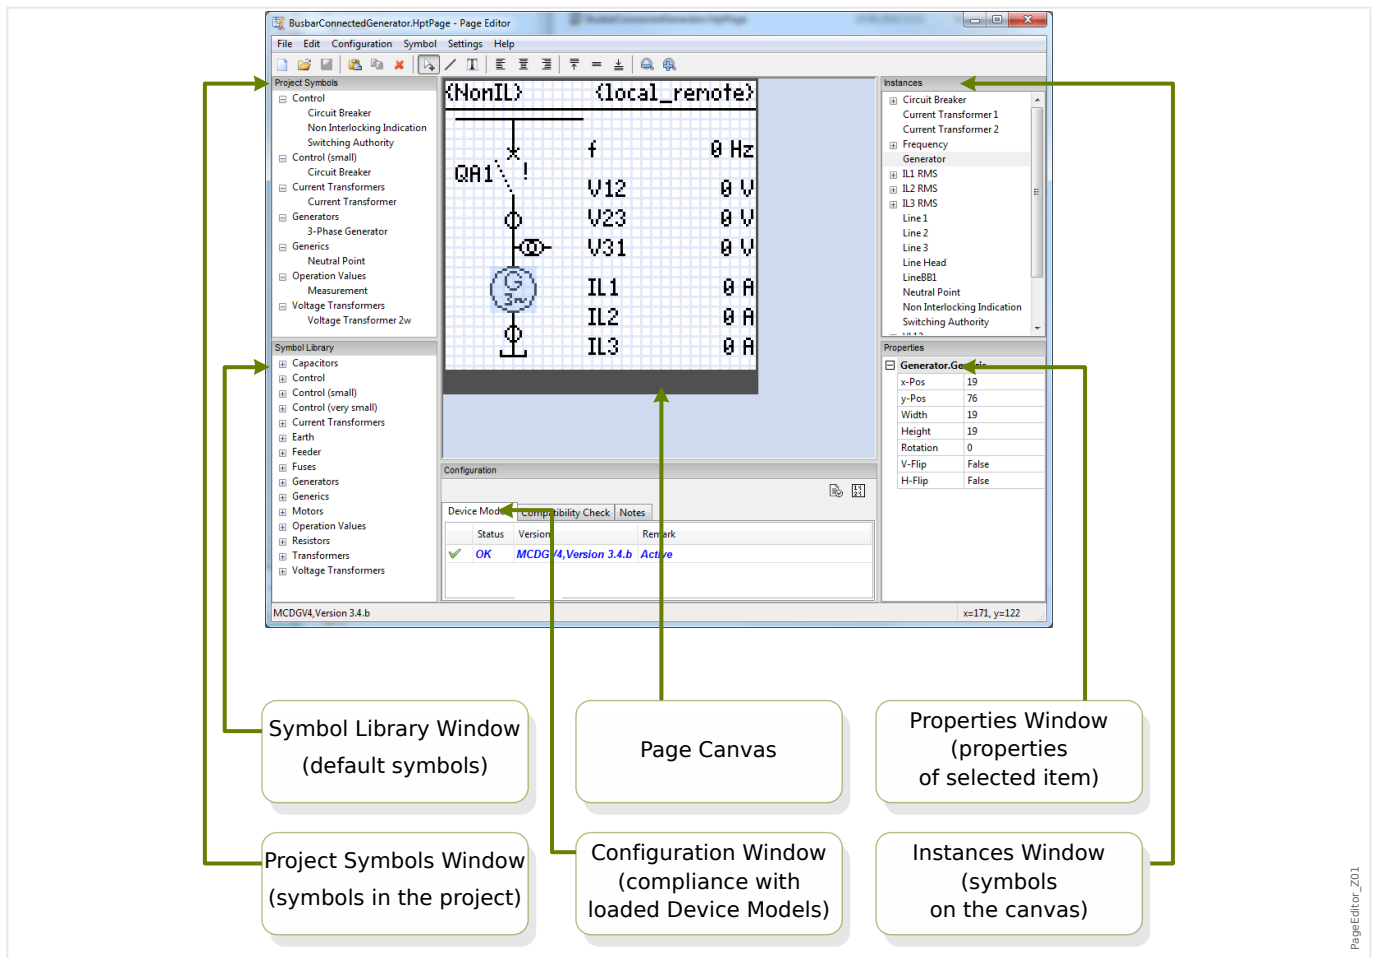 BusbarConnectedGenerator.HptPage - Page Editor
File Edit Configuration Symbol Settings Help
Project Symbols
Control
Circuit Breaker
Non Interlocking Indication
Switching Authority
Control (small)
Circuit Breaker
Current Transformers
Current Transformer
Generators
3-Phase Generator
Generics
Neutral Point
Operation Values
Measurement
Voltage Transformers
Voltage Transformer 2w
Symbol Library
Capacitors
Control
Control (small)
Control (very small)
Current Transformers
Earth
Feeder
Fuses
Generators
Generics
Motors
Operation Values
Resistors
Transformers
Voltage Transformers
MCDGV4,Version 3.4.b
{NonIL} {local_remote}
f 0 Hz
QA1 !
V12 0 V
V23 0 V
V31 0 V
G
3~
IL1 0 A
IL2 0 A
IL3 0 A
Configuration
Device Model Compatibility Check Notes
Status Version Remark
OK MCDGV4,Version 3.4.b Active
Instances
Circuit Breaker
Current Transformer 1
Current Transformer 2
Frequency
Generator
IL1 RMS
IL2 RMS
IL3 RMS
Line 1
Line 2
Line 3
Line Head
LineBB1
Neutral Point
Non Interlocking Indication
Switching Authority
Properties
Generator.Generic
x-Pos 19
y-Pos 76
Width 19
Height 19
Rotation 0
V-Flip False
H-Flip False
x=171, y=122
Symbol Library Window
(default symbols)
Page Canvas
Properties Window
(properties
of selected item)
Project Symbols Window
(symbols in the project)
Configuration Window
(compliance with
loaded Device Models)
Instances Window
(symbols
on the canvas)
PageEditor_Z01